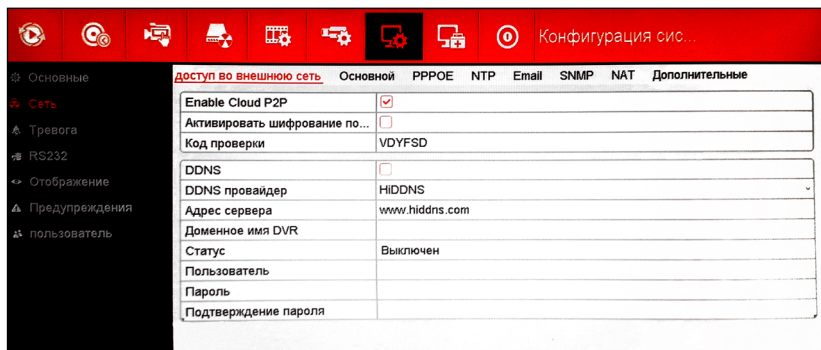 Конфигурация сис...
Основные
Сеть
Тревога
RS232
Отображение
Предупреждения
пользователь
доступ во внешнюю сеть Основной PPPOE NTP Email SNMP NAT Дополнительные
Enable Cloud P2P
Активировать шифрование по...
Код проверки VDYFSD
DDNS
DDNS провайдер HiDDNS
Адрес сервера www.hiddns.com
Доменное имя DVR
Статус Выключен
Пользователь
Пароль
Подтверждение пароля